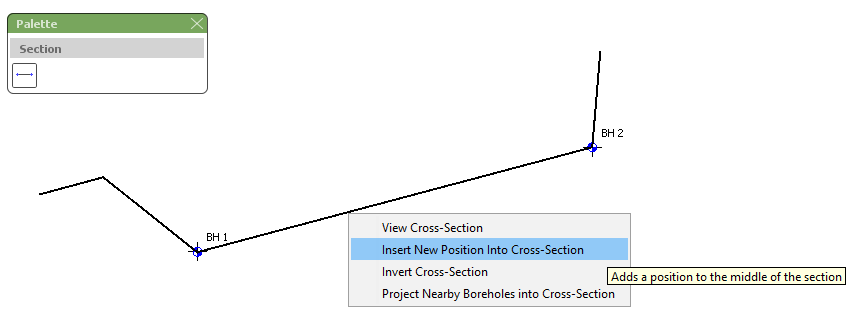 Palette
Section
BH 2
BH 1
View Cross-Section
Insert New Position Into Cross-Section
Invert Cross-Section
Adds a position to the middle of the section
Project Nearby Boreholes into Cross-Section